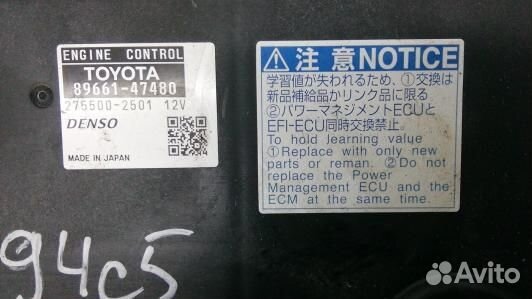 ENGINE CONTROL
TOYOTA
89661-47480
275500-2501 12V
DENSO
MADE IN JAPAN
注意NOTICE
学習値が失われるため、①交換は
新品補給品かリンク品に限る
②パワーマネジメントECUと
EFI-ECU同時交換禁止。
To hold learning value
①Replace with only new
parts or reman. ②Do not
replace the Power
Management ECU and the
ECM at the same time.
94c5
Avito